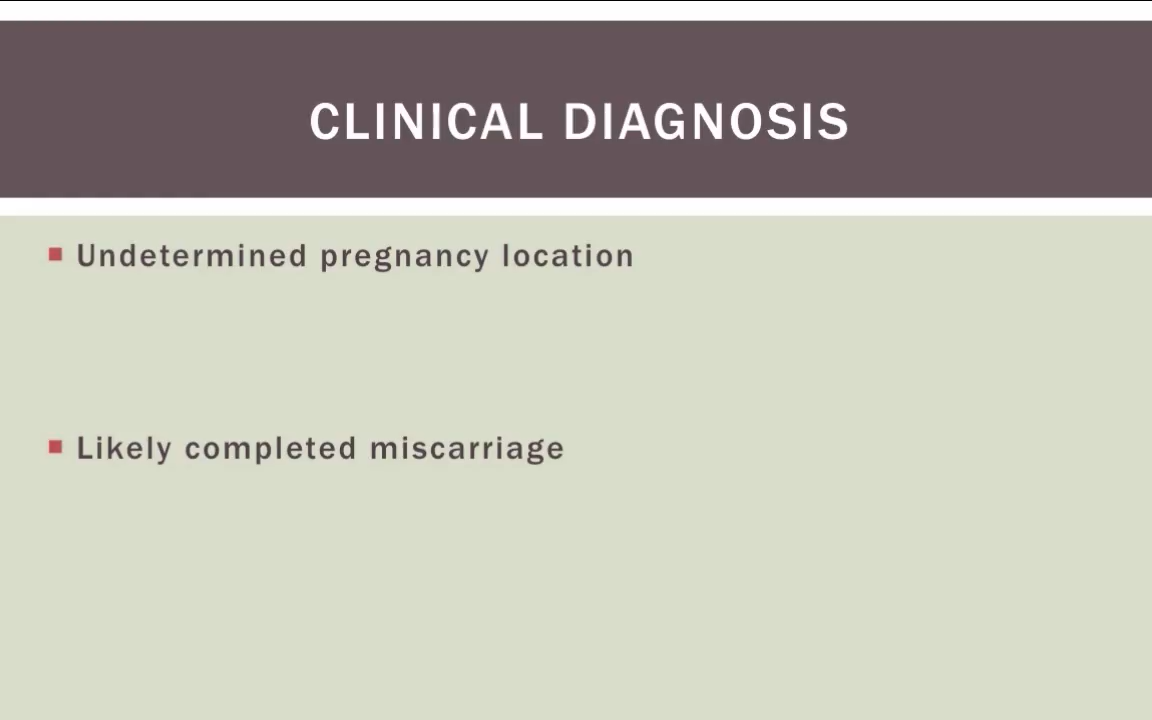 CLINICAL DIAGNOSIS
Undetermined pregnancy location
Likely completed miscarriage